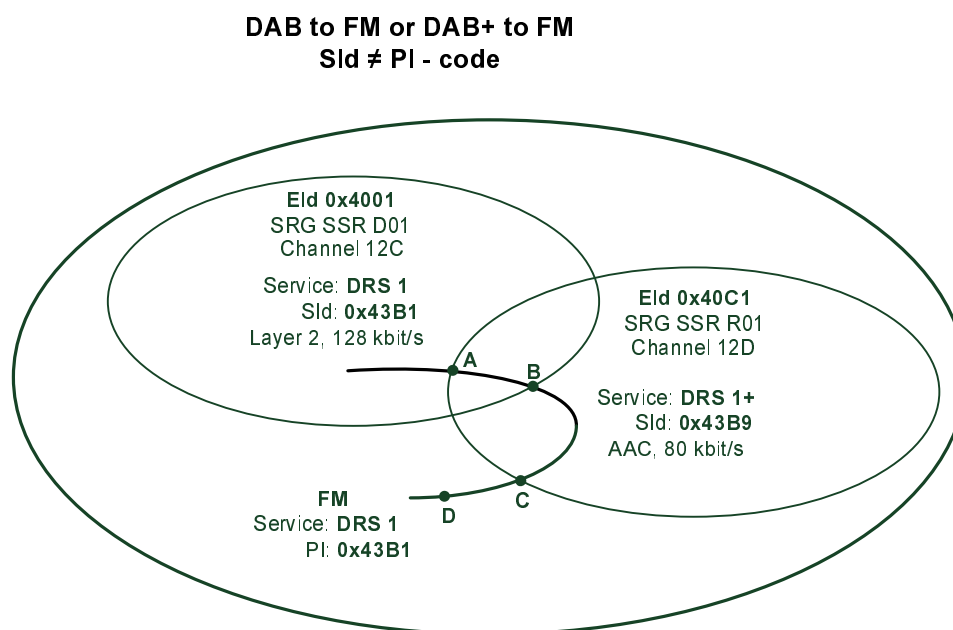 DAB to FM or DAB+ to FM
SId ≠ PI - code
EId 0x4001
SRG SSR D01
Channel 12C
Service: DRS 1
SId: 0x43B1
Layer 2, 128 kbit/s
EId 0x40C1
SRG SSR R01
Channel 12D
Service: DRS 1+
SId: 0x43B9
AAC, 80 kbit/s
A
B
C
D
FM
Service: DRS 1
PI: 0x43B1